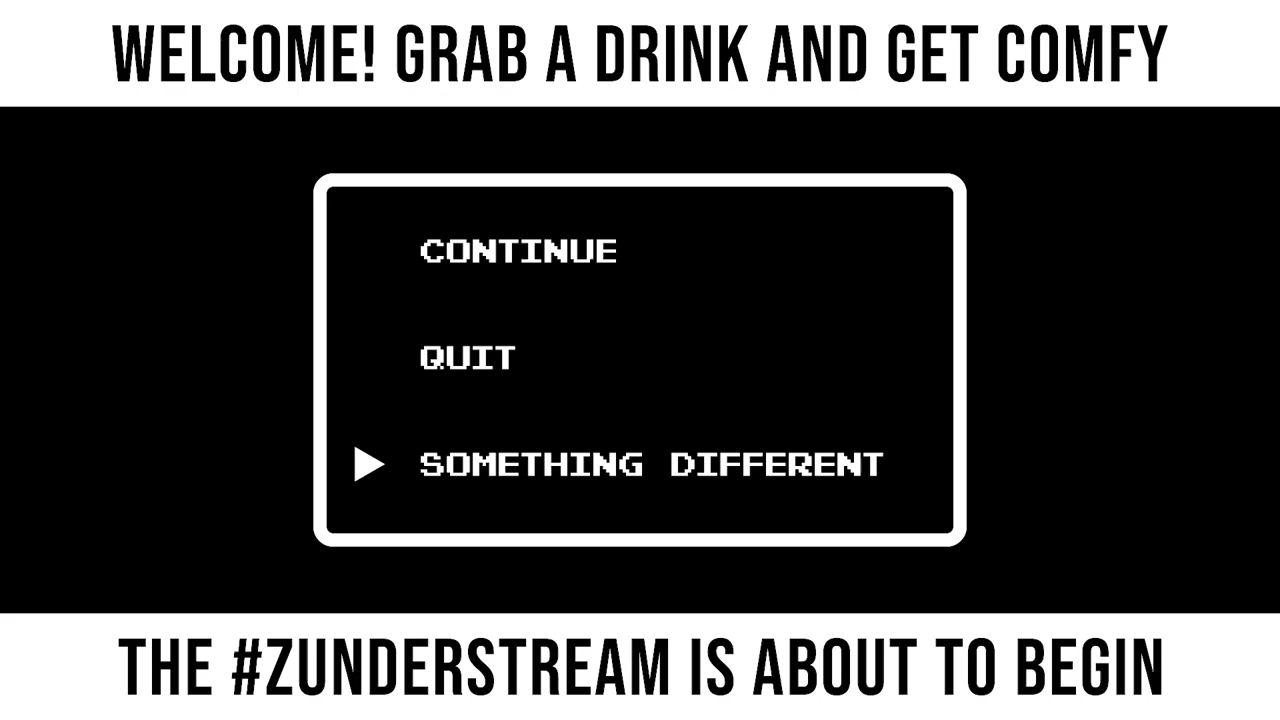 WELCOME! GRAB A DRINK AND GET COMFY
CONTINUE
QUIT
SOMETHING DIFFERENT
THE #ZUNDERSTREAM IS ABOUT TO BEGIN